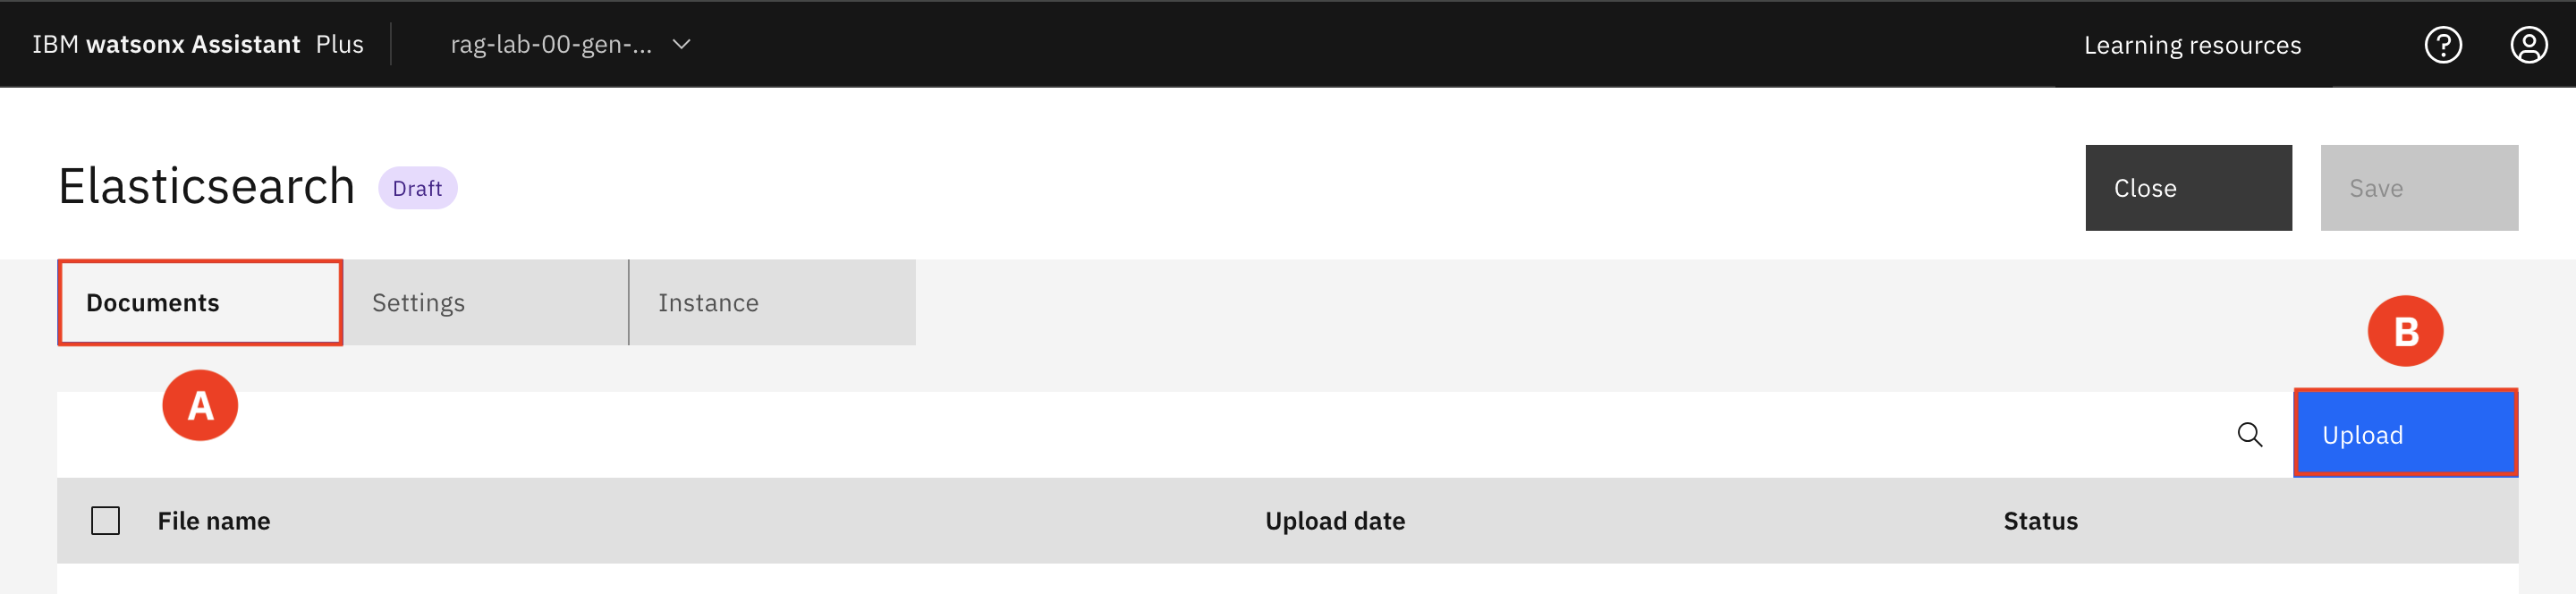 IBM watsonx Assistant Plus
rag-lab-00-gen-...
Learning resources
Elasticsearch
Draft
Close
Save
Documents
Settings
Instance
A
B
Upload
File name
Upload date
Status